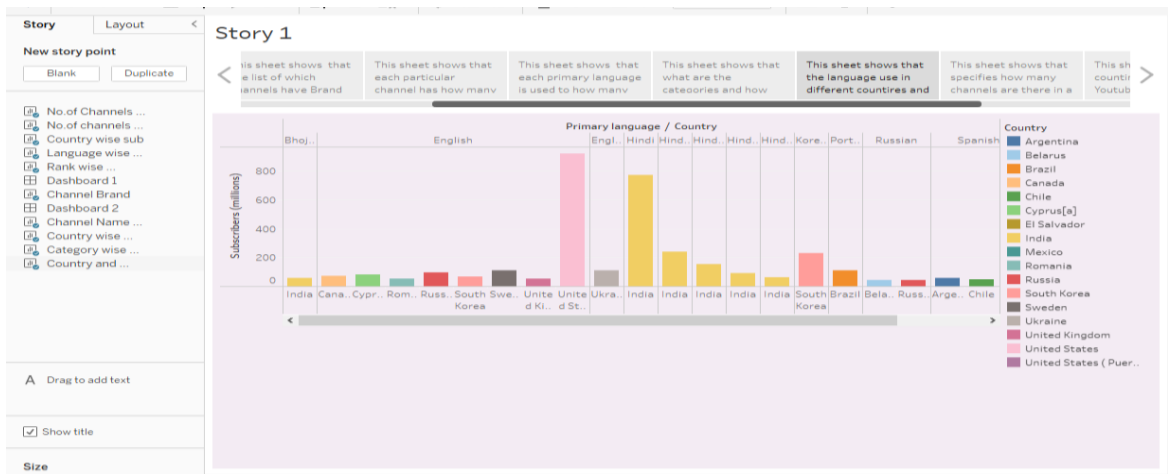 Story Layout <
New story point
Blank Duplicate
No.of Channels ...
No.of channels ...
Country wise sub
Language wise ...
Rank wise ...
Dashboard 1
Channel Brand
Dashboard 2
Channel Name ...
Country wise ...
Category wise ...
Country and ...
A Drag to add text
Show title
Size
Story 1
is sheet shows that
e list of which
annels have Brand
This sheet shows that
each particular
channel has how many
This sheet shows that
each primary language
is used to how many
This sheet shows that
what are the
categories and how
This sheet shows that
the language use in
different countires and
This sheet shows that
specifies how many
channels are there in a
This sh
countri
Youtub
Primary language / Country
Bhoj.. English Engl.. Hindi Hind.. Hind.. Hind.. Hind.. Kore.. Port.. Russian Spanish
Subscribers (millions)
800
600
400
200
0
India Cana.. Cypr.. Rom.. Russ.. South Korea Swe.. Unite d Ki.. Unite d St.. Ukra.. India India India India India South Korea Brazil Bela.. Russ.. Arge.. Chile
Country
Argentina
Belarus
Brazil
Canada
Chile
Cyprus[a]
El Salvador
India
Mexico
Romania
Russia
South Korea
Sweden
Ukraine
United Kingdom
United States
United States ( Puer..